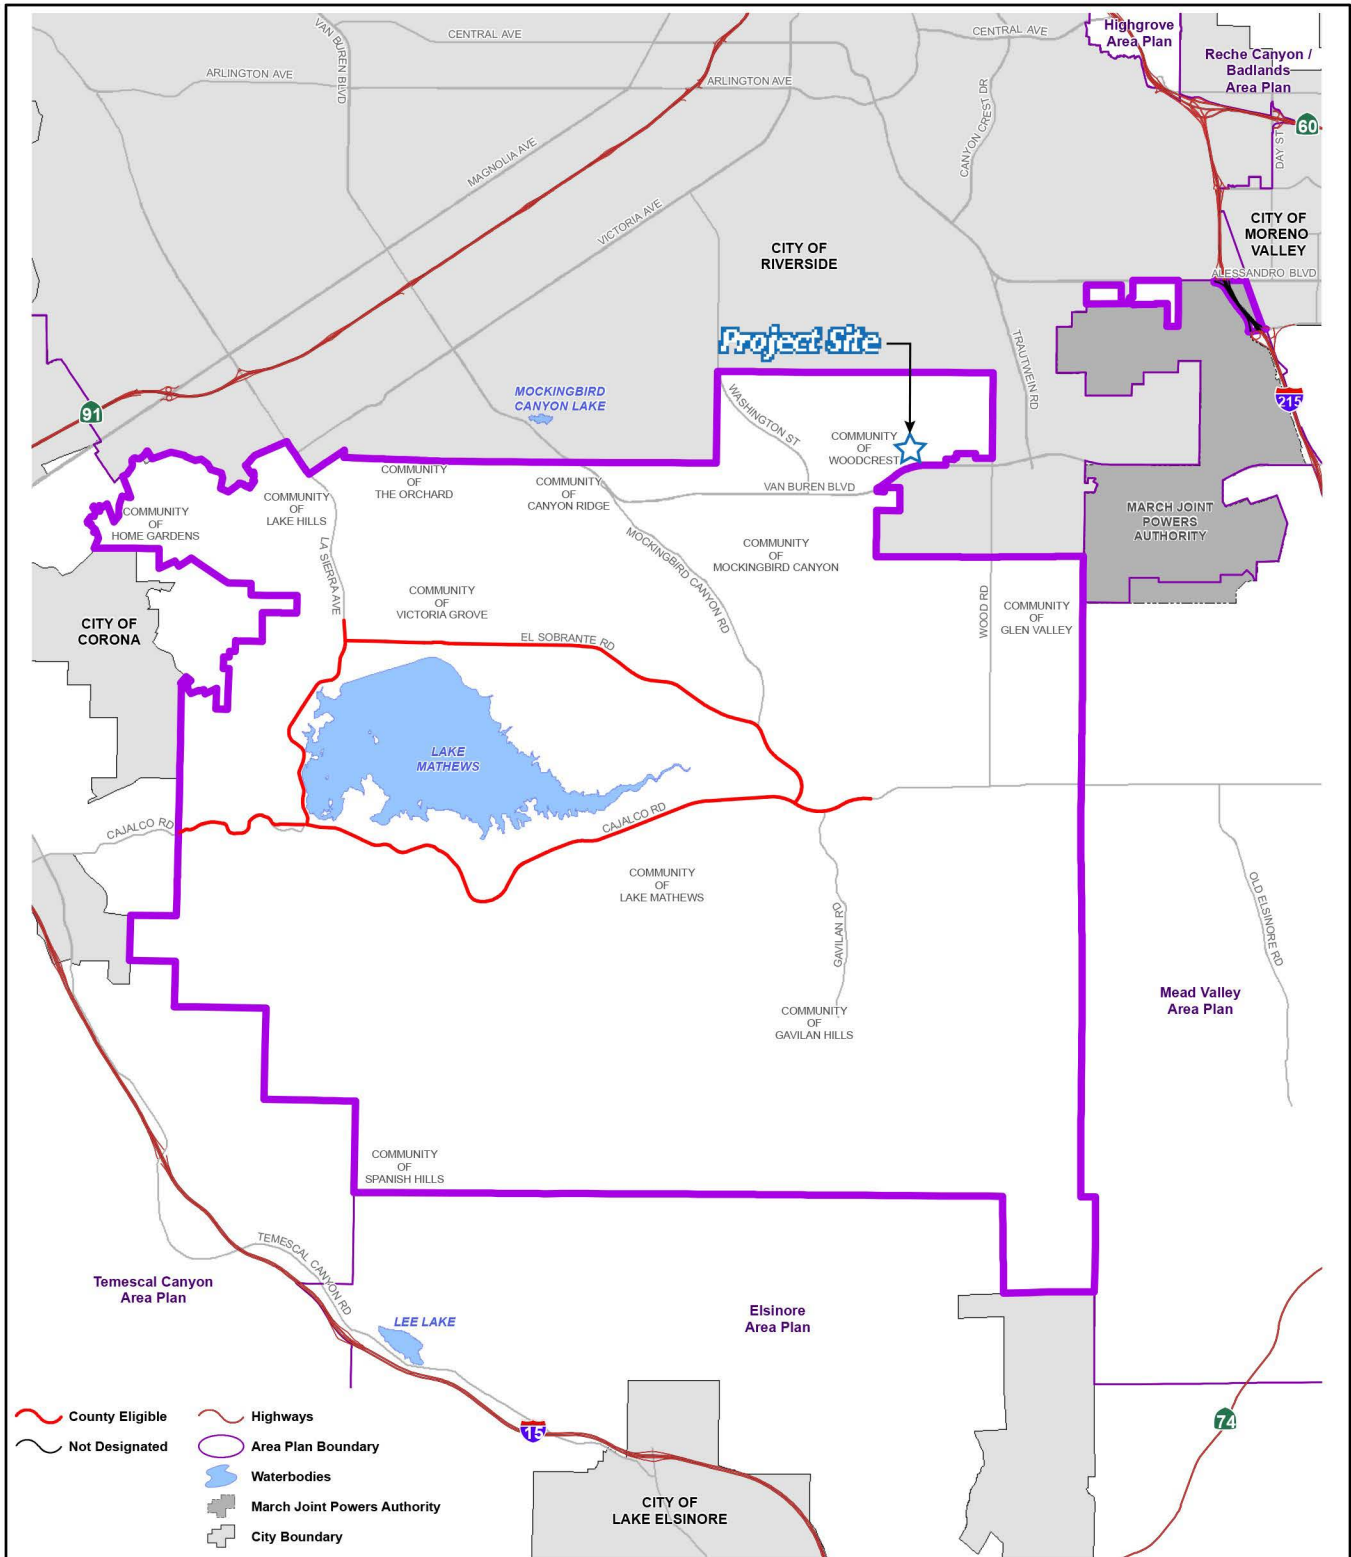 CENTRAL AVE
CENTRAL AVE
Highgrove
Area Plan
Reche Canyon /
Badlands
Area Plan
VAN BUREN BLVD
ARLINGTON AVE
ARLINGTON AVE
60
DAY ST
CANYON CREST DR
MAGNOLIA AVE
VICTORIA AVE
CITY OF
MORENO
VALLEY
CITY OF
RIVERSIDE
ALESSANDRO BLVD
Project Site
TRAUTWEIN RD
215
91
MOCKINGBIRD
CANYON LAKE
WASHINGTON ST
COMMUNITY
OF
WOODCREST
COMMUNITY
OF
THE ORCHARD
COMMUNITY
OF
CANYON RIDGE
VAN BUREN BLVD
COMMUNITY
OF
LAKE HILLS
COMMUNITY
OF
HOME GARDENS
MARCH JOINT
POWERS
AUTHORITY
LA SIERRA AVE
MOCKINGBIRD CANYON RD
COMMUNITY
OF
MOCKINGBIRD CANYON
COMMUNITY
OF
VICTORIA GROVE
WOOD RD
COMMUNITY
OF
GLEN VALLEY
CITY OF
CORONA
EL SOBRANTE RD
LAKE
MATHEWS
CAJALCO RD
CAJALCO RD
COMMUNITY
OF
LAKE MATHEWS
GAVILAN RD
OLD ELSINORE RD
Mead Valley
Area Plan
COMMUNITY
OF
GAVILAN HILLS
COMMUNITY
OF
SPANISH HILLS
TEMESCAL CANYON RD
Temescal Canyon
Area Plan
LEE LAKE
Elsinore
Area Plan
74
15
CITY OF
LAKE ELSINORE
County Eligible
Not Designated
Highways
Area Plan Boundary
Waterbodies
March Joint Powers Authority
City Boundary